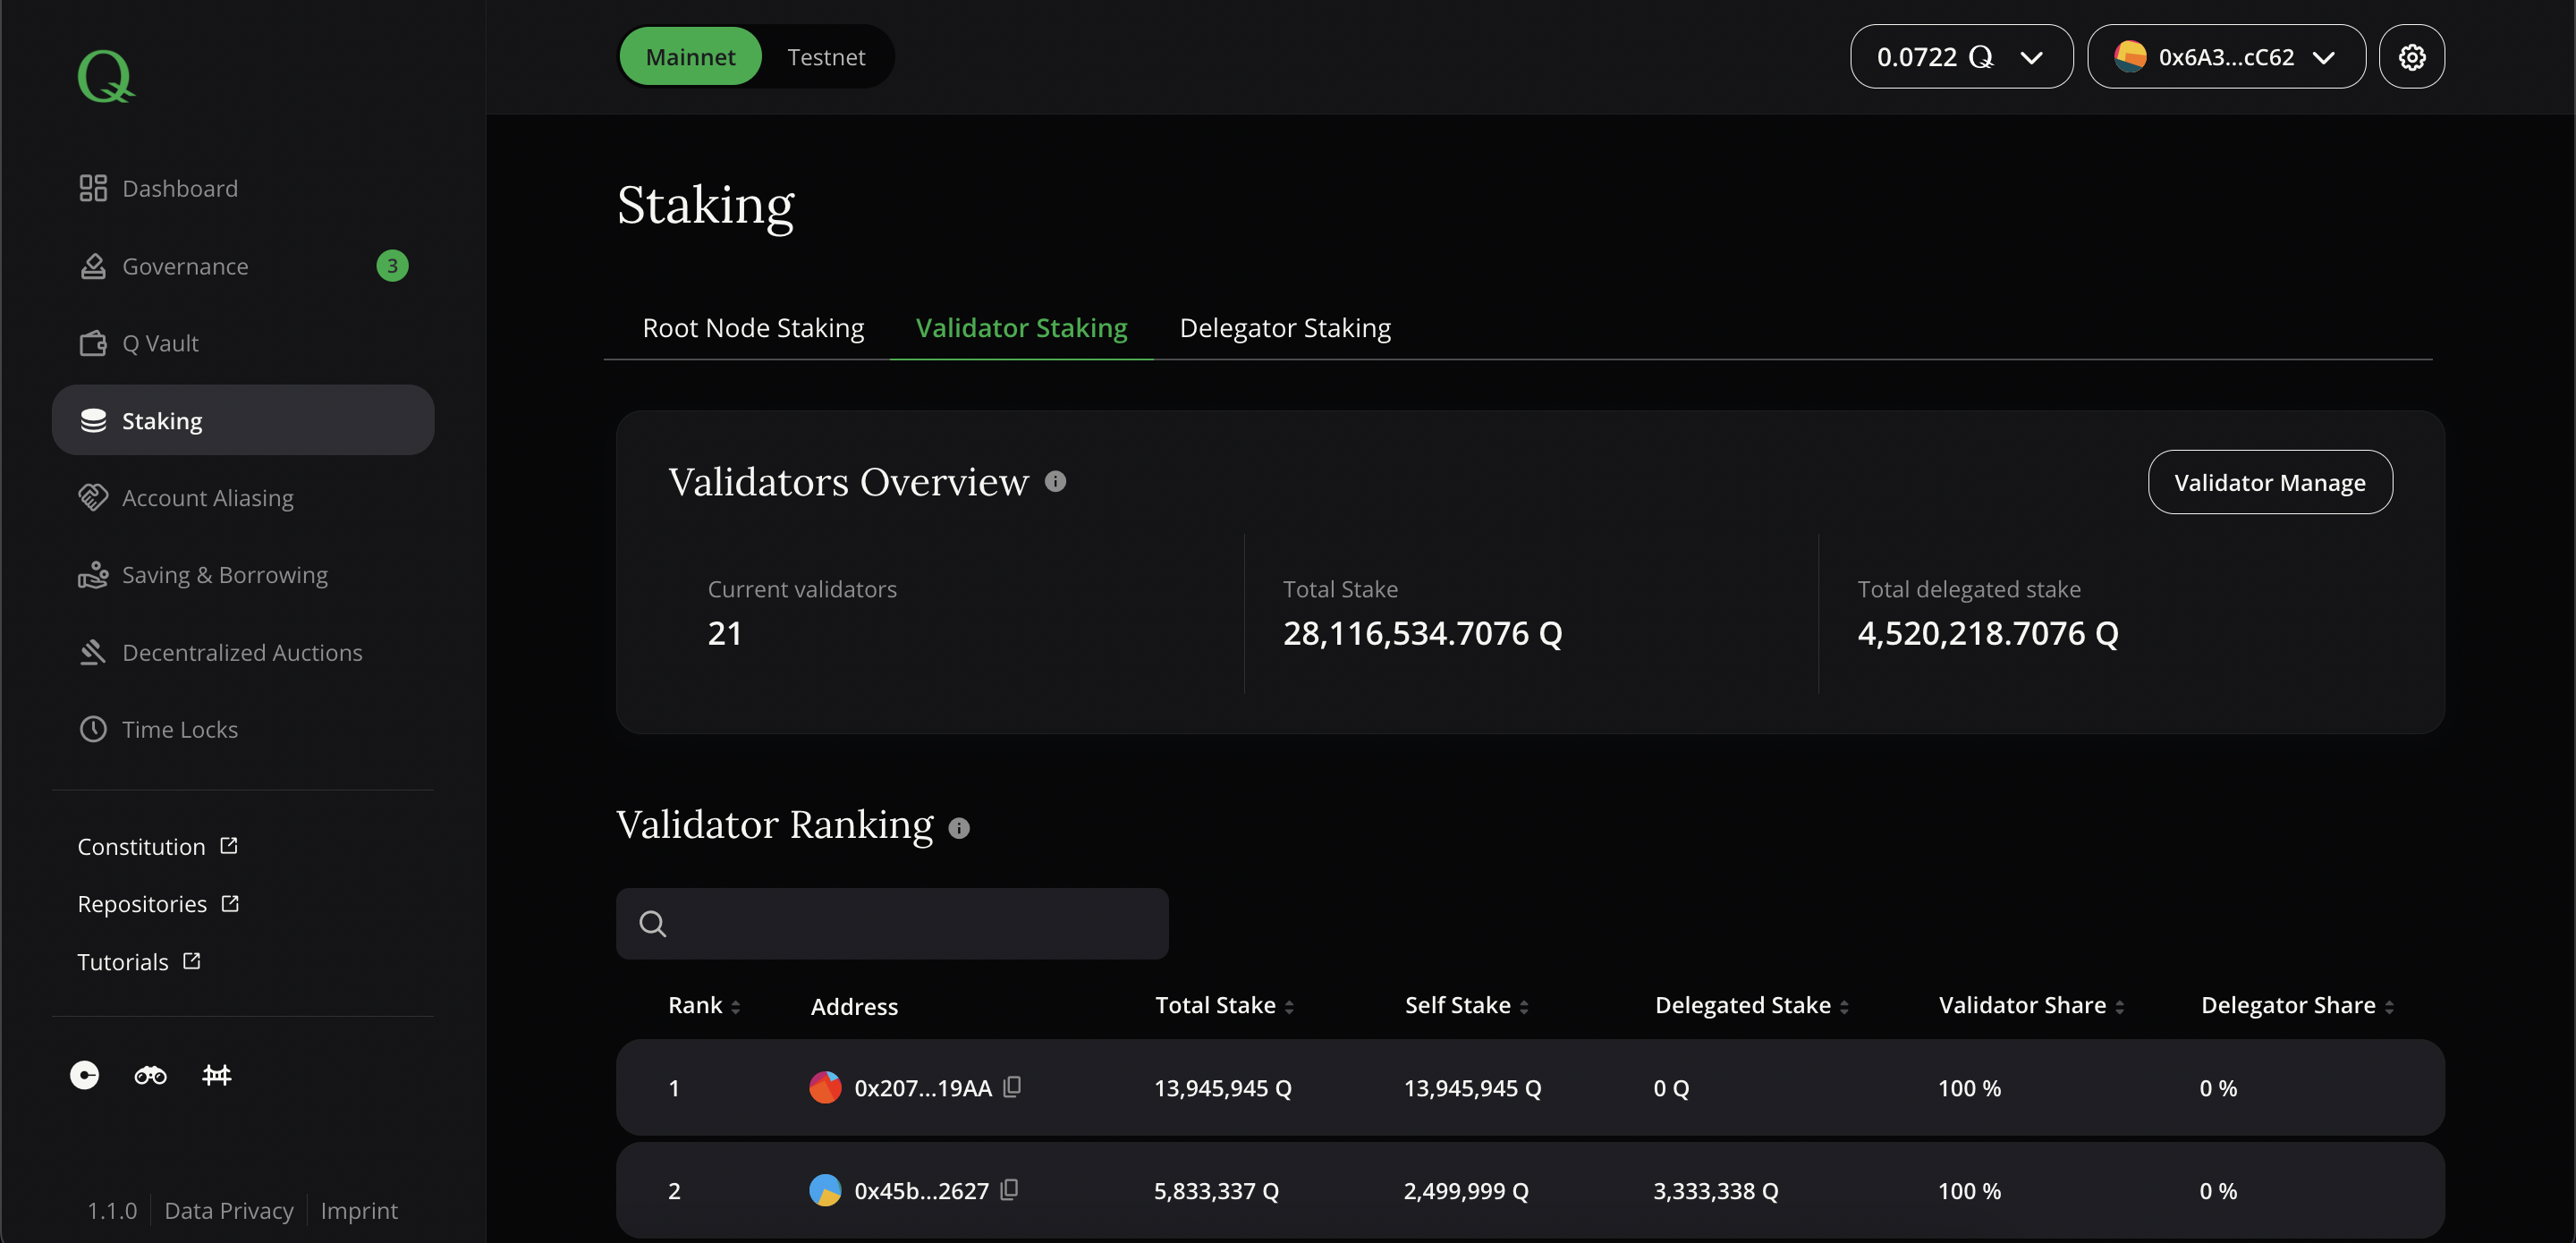 Q
Mainnet
Testnet
0.0722 Q
0x6A3...cC62
Dashboard
Governance 3
Q Vault
Staking
Account Aliasing
Saving & Borrowing
Decentralized Auctions
Time Locks
Constitution
Repositories
Tutorials
1.1.0 Data Privacy Imprint
Staking
Root Node Staking Validator Staking Delegator Staking
Validators Overview
Validator Manage
Current validators Total Stake Total delegated stake
21 28,116,534.7076 Q 4,520,218.7076 Q
Validator Ranking
Rank Address Total Stake Self Stake Delegated Stake Validator Share Delegator Share
1 0x207...19AA 13,945,945 Q 13,945,945 Q 0 Q 100 % 0 %
2 0x45b...2627 5,833,337 Q 2,499,999 Q 3,333,338 Q 100 % 0 %